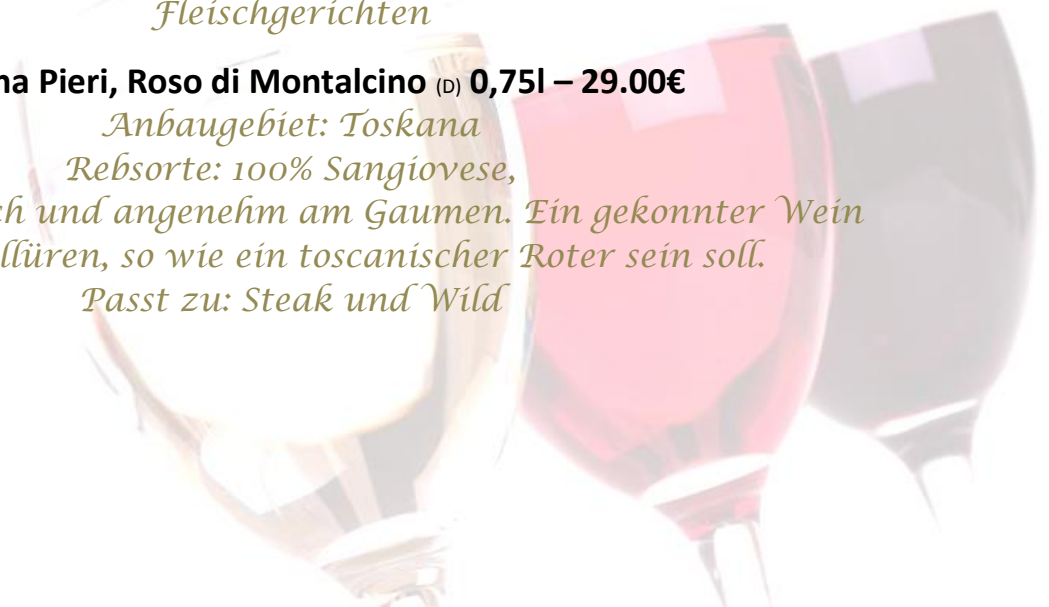 Fleischgerichten
na Pieri, Roso di Montalcino (D) 0,75l – 29.00€
Anbaugebiet: Toskana
Rebsorte: 100% Sangiovese,
ch und angenehm am Gaumen. Ein gekonnter Wein
llüren, so wie ein toscanischer Roter sein soll.
Passt zu: Steak und Wild